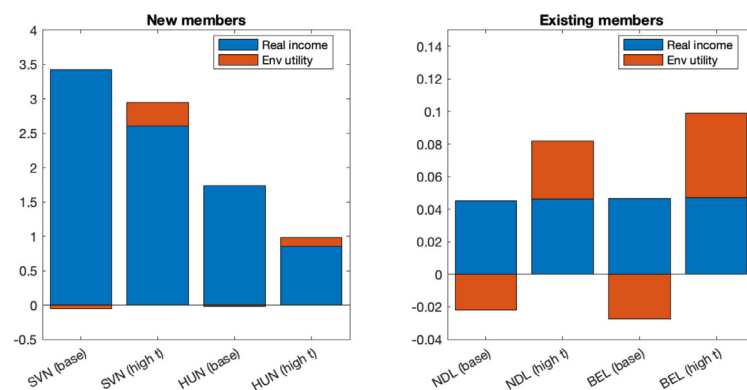 New members
4
3.5
3
2.5
2
1.5
1
0.5
0
-0.5
Real income
Env utility
SVN (base)
SVN (high t)
HUN (base)
HUN (high t)
Existing members
0.14
0.12
0.1
0.08
0.06
0.04
0.02
0
-0.02
-0.04
Real income
Env utility
NDL (base)
NDL (high t)
BEL (base)
BEL (high t)